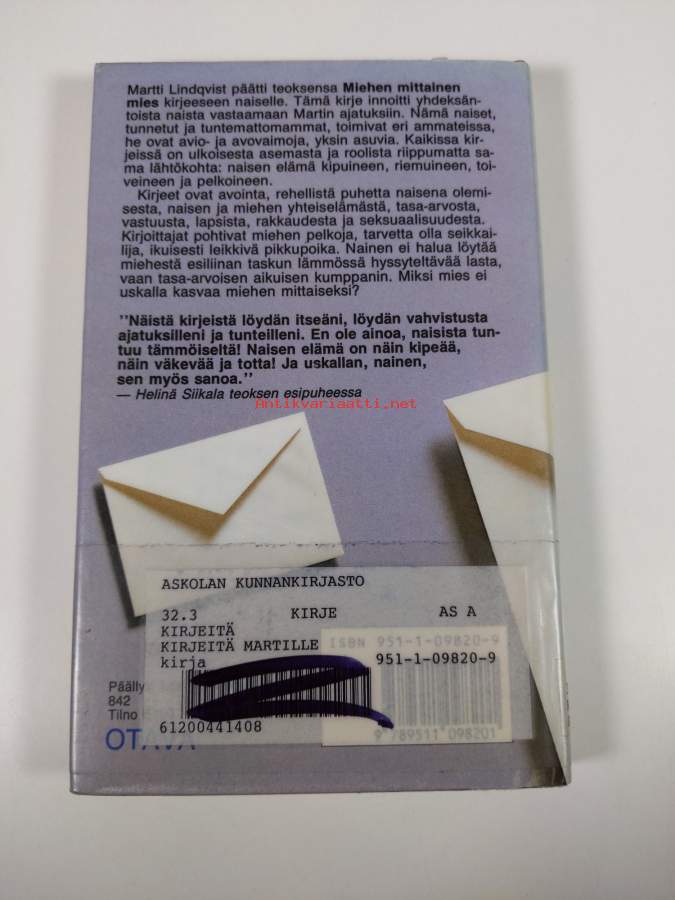 Martti Lindqvist päätti teoksensa Miehen mittainen
mies kirjeeseen naiselle. Tämä kirje innoitti yhdeksän-
toista naista vastaamaan Martin ajatuksiin. Nämä naiset,
tunnetut ja tuntemattomammat, toimivat eri ammateissa,
he ovat avio- ja avovaimoja, yksin asuvia. Kaikissa kir-
jeissä on ulkoisesta asemasta ja roolista riippumatta sa-
ma lähtökohta: naisen elämä kipuineen, riemuineen, toi-
veineen ja pelkoineen.
Kirjeet ovat avointa, rehellistä puhetta naisena olemi-
sesta, naisen ja miehen yhteiselämästä, tasa-arvosta,
vastuusta, lapsista, rakkaudesta ja seksuaalisuudesta.
Kirjoittajat pohtivat miehen pelkoja, tarvetta olla seikkai-
lija, ikuisesti leikkivä pikkupoika. Nainen ei halua löytää
miehestä esiliinan taskun lämmössä hyssyteltävää lasta,
vaan tasa-arvoisen aikuisen kumppanin. Miksi mies ei
uskalla kasvaa miehen mittaiseksi?
"Näistä kirjeistä löydän itseäni, löydän vahvistusta
ajatuksilleni ja tunteilleni. En ole ainoa, naisista tun-
tuu tämmöiseltä! Naisen elämä on näin kipeää,
näin väkevää ja totta! Ja uskallan, nainen,
sen myös sanoa."
— Helinä Siikala teoksen esipuheessa
Antikvariaatti.net
ASKOLAN KUNNANKIRJASTO
32.3 KIRJE AS A
KIRJEITÄ
KIRJEITÄ MARTILLE
ISBN 951-1-09820-9
kirja 951-1-09820-9
Päälly
842
Tilno
61200441408
9 789511 098201
OTAVA